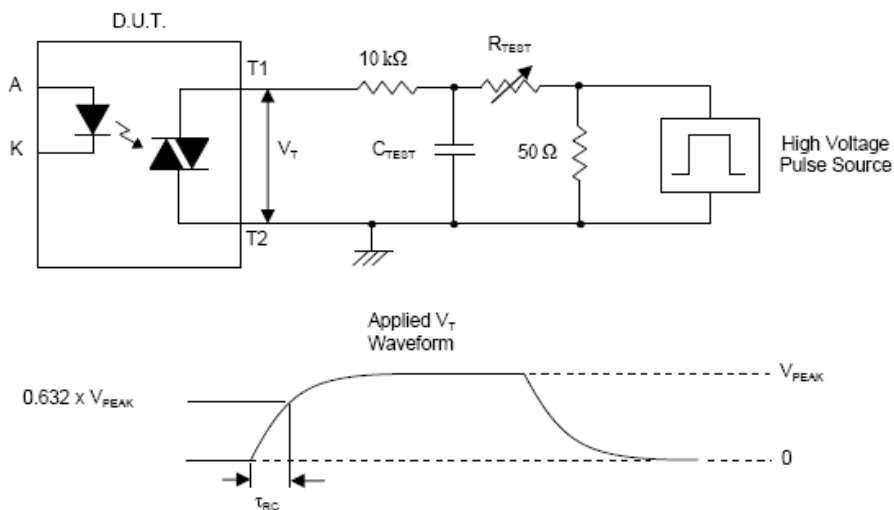 D.U.T.
A
K
T1
T2
V_T
10 kΩ
R_TEST
C_TEST
50 Ω
High Voltage
Pulse Source
Applied V_T
Waveform
0.632 x V_PEAK
V_PEAK
0
τ_RC